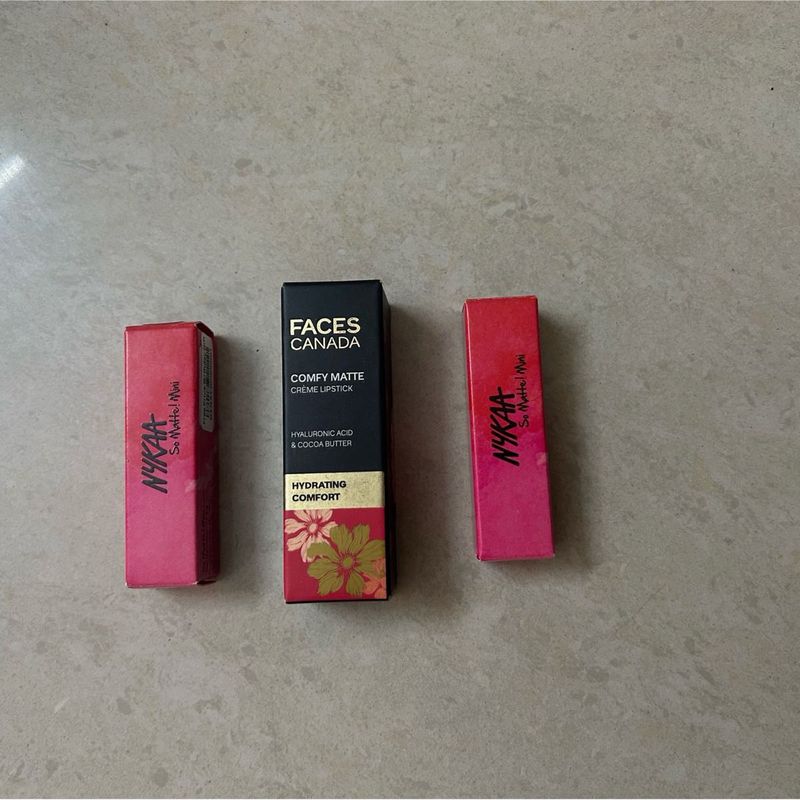 NYKAA
So Matte! Mini
FACES
CANADA
COMFY MATTE
CRÈME LIPSTICK
HYALURONIC ACID
& COCOA BUTTER
HYDRATING
COMFORT
NYKAA
So Matte! Mini